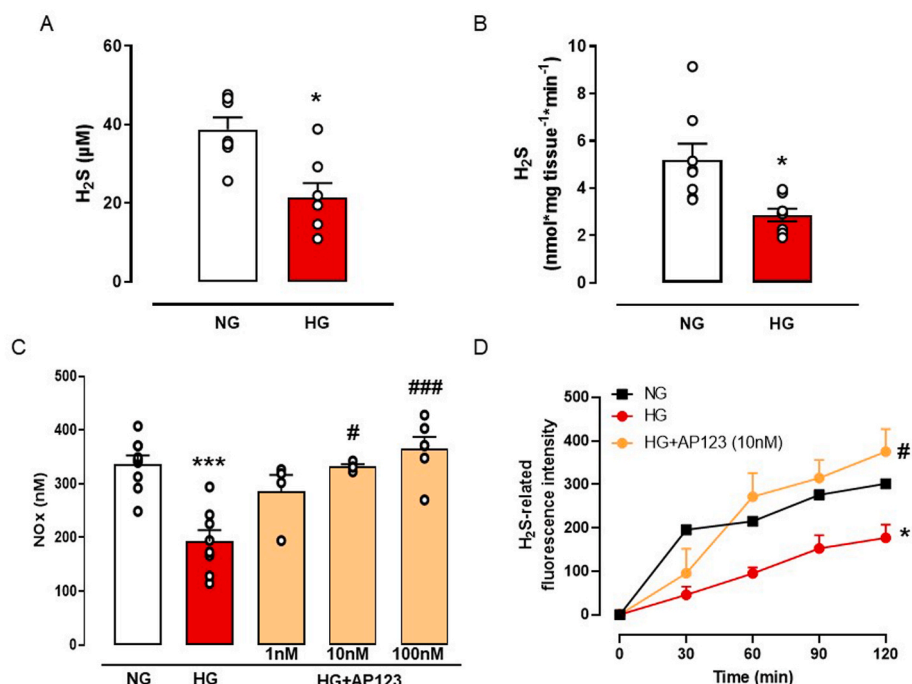 A
60
40
20
0
H₂S (µM)
*
NG HG
B
10
8
6
4
2
0
H₂S
(nmol*mg tissue⁻¹*min⁻¹)
*
NG HG
C
500
400
300
200
100
0
NOx (nM)
***
#
###
1nM 10nM 100nM
NG HG HG+AP123
D
NG
HG
HG+AP123 (10nM)
500
400
300
200
100
0
H₂S-related
fluorescence intensity
#
*
0 30 60 90 120
Time (min)